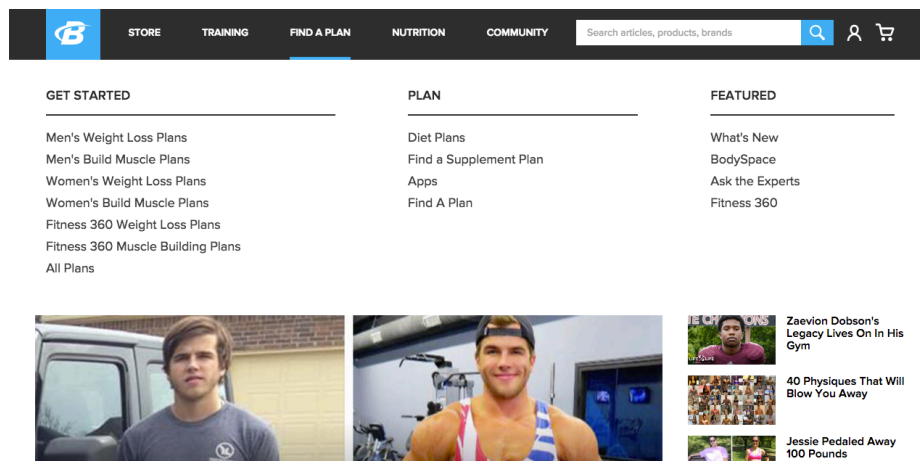 B
STORE
TRAINING
FIND A PLAN
NUTRITION
COMMUNITY
Search articles, products, brands
GET STARTED
Men's Weight Loss Plans
Men's Build Muscle Plans
Women's Weight Loss Plans
Women's Build Muscle Plans
Fitness 360 Weight Loss Plans
Fitness 360 Muscle Building Plans
All Plans
PLAN
Diet Plans
Find a Supplement Plan
Apps
Find A Plan
FEATURED
What's New
BodySpace
Ask the Experts
Fitness 360
Zaevion Dobson's
Legacy Lives On In His
Gym
40 Physiques That Will
Blow You Away
Jessie Pedaled Away
100 Pounds